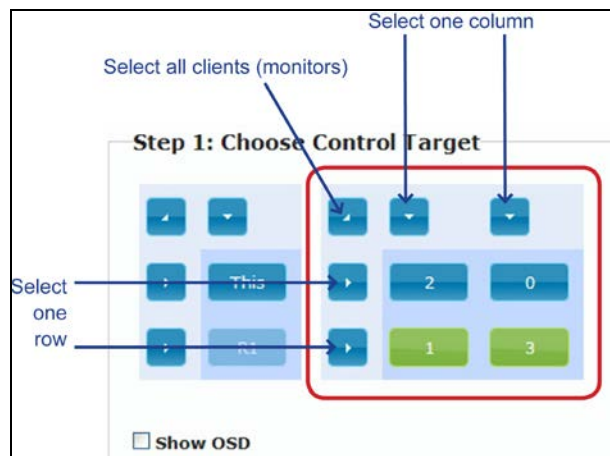 Select one column
Select all clients (monitors)
Step 1: Choose Control Target
Select
one
row
This
2
0
R1
1
3
Show OSD